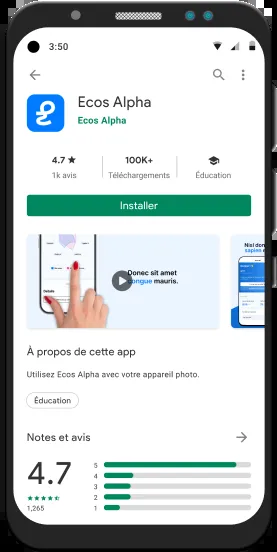 3:50
Ecos Alpha
Ecos Alpha
4.7 ★ 100K+
1k avis Téléchargements Éducation
Installer
Donec sit amet
congue mauris.
Nisl don
sapien
Details
À propos de cette app
Utilisez Ecos Alpha avec votre appareil photo.
Éducation
Notes et avis
4.7
5
4
3
2
1
1,265